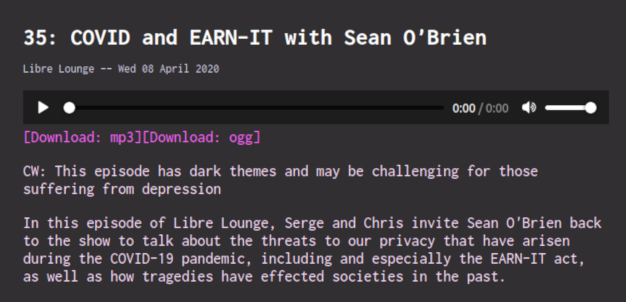 35: COVID and EARN-IT with Sean O'Brien
Libre Lounge -- Wed 08 April 2020
0:00 / 0:00
[Download: mp3][Download: ogg]
CW: This episode has dark themes and may be challenging for those
suffering from depression
In this episode of Libre Lounge, Serge and Chris invite Sean O'Brien back
to the show to talk about the threats to our privacy that have arisen
during the COVID-19 pandemic, including and especially the EARN-IT act,
as well as how tragedies have effected societies in the past.